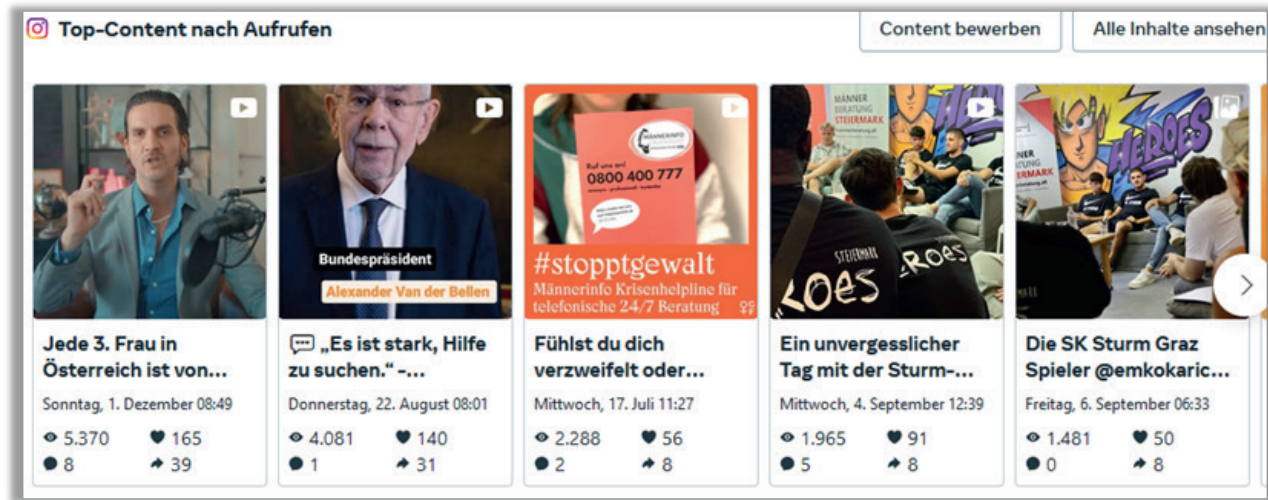 Top-Content nach Aufrufen
Content bewerben
Alle Inhalte ansehen
Bundespräsident
Alexander Van der Bellen
MÄNNERINFO
Ruf uns an!
0800 400 777
#stopptgewalt
Männerinfo Krisenhelpline für
telefonische 24/7 Beratung
MÄNNER
BERATUNG
STEIERMARK
HEROES
STEIERMARK
HEROES
Jede 3. Frau in
Österreich ist von...
Sonntag, 1. Dezember 08:49
5.370 165
8 39
💬 „Es ist stark, Hilfe
zu suchen.“ -...
Donnerstag, 22. August 08:01
4.081 140
1 31
Fühlst du dich
verzweifelt oder...
Mittwoch, 17. Juli 11:27
2.288 56
2 8
Ein unvergesslicher
Tag mit der Sturm-...
Mittwoch, 4. September 12:39
1.965 91
5 8
Die SK Sturm Graz
Spieler @emkokaric...
Freitag, 6. September 06:33
1.481 50
0 8